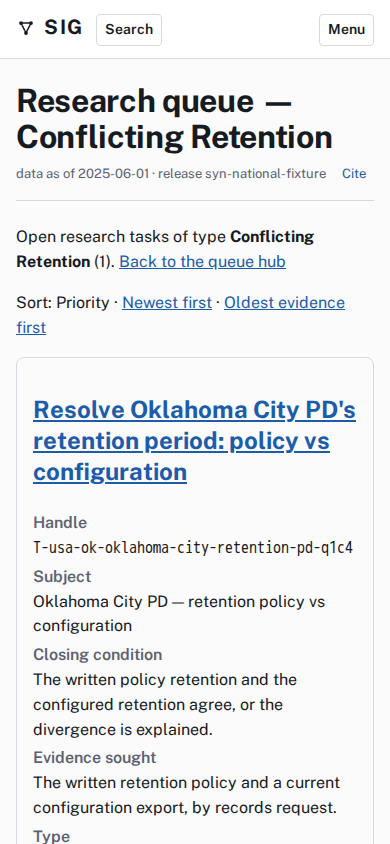 SIG Search Menu
Research queue —
Conflicting Retention
data as of 2025-06-01 · release syn-national-fixture Cite
Open research tasks of type Conflicting
Retention (1). Back to the queue hub
Sort: Priority · Newest first · Oldest evidence
first
Resolve Oklahoma City PD's
retention period: policy vs
configuration
Handle
T-usa-ok-oklahoma-city-retention-pd-q1c4
Subject
Oklahoma City PD — retention policy vs
configuration
Closing condition
The written policy retention and the
configured retention agree, or the
divergence is explained.
Evidence sought
The written retention policy and a current
configuration export, by records request.
Type